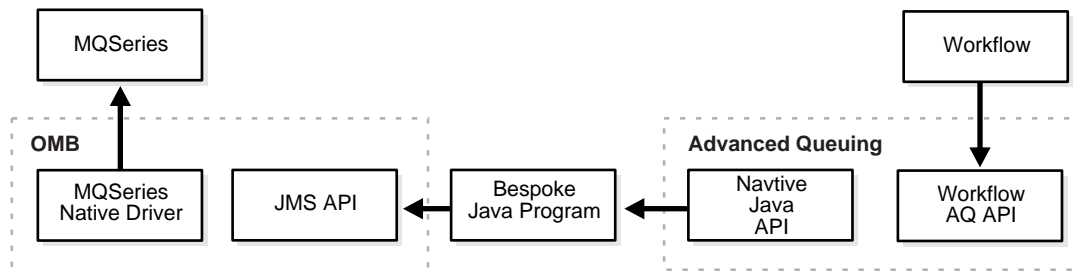 MQSeries
Workflow
OMB
Advanced Queuing
MQSeries
Native Driver
JMS API
Bespoke
Java Program
Navtive
Java
API
Workflow
AQ API